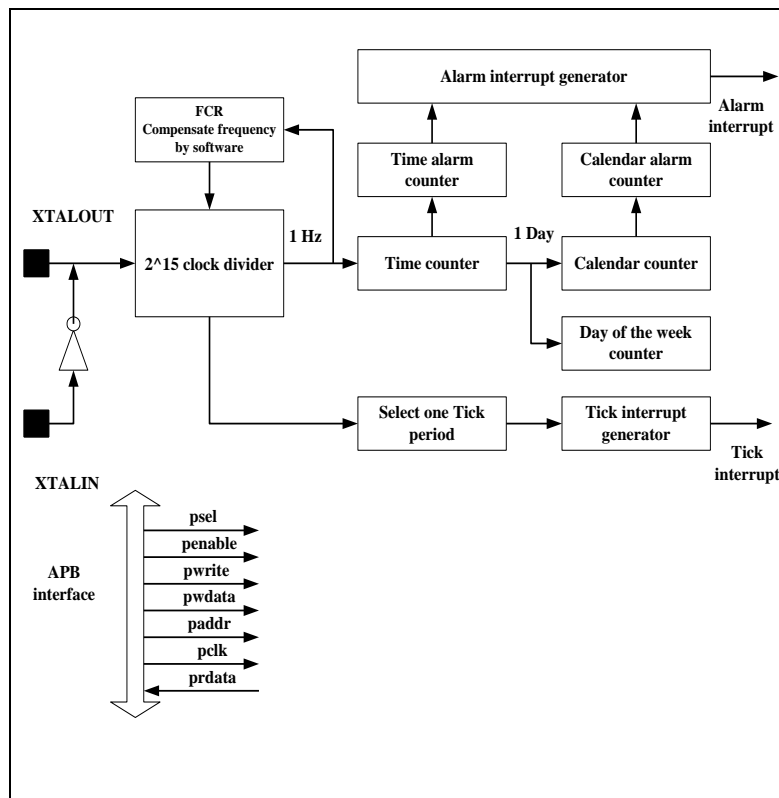 Alarm interrupt generator
Alarm
interrupt
FCR
Compensate frequency
by software
Time alarm
counter
Calendar alarm
counter
XTALOUT
2^15 clock divider
1 Hz
Time counter
1 Day
Calendar counter
Day of the week
counter
Select one Tick
period
Tick interrupt
generator
Tick
interrupt
XTALIN
APB
interface
psel
penable
pwrite
pwdata
paddr
pclk
prdata